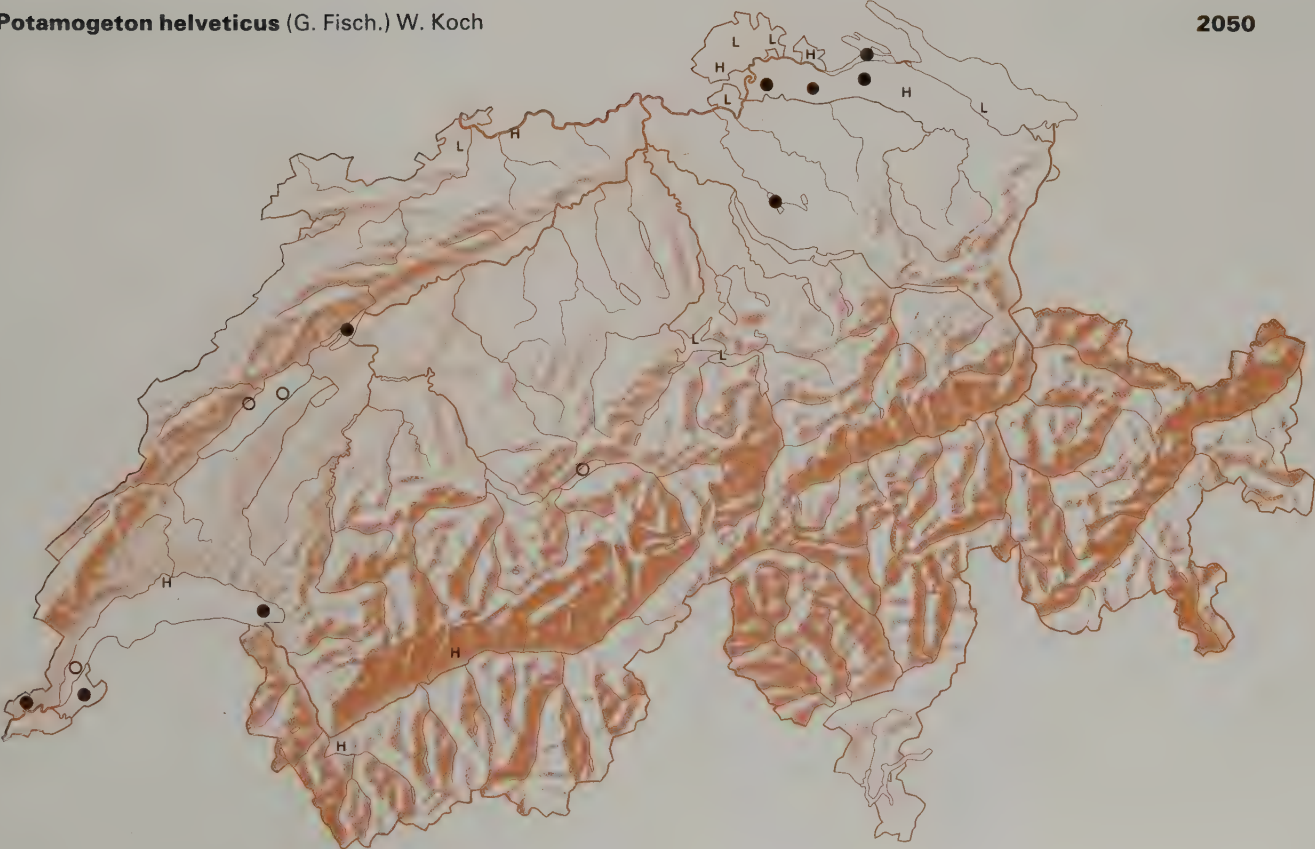 Potamogeton helveticus (G. Fisch.) W. Koch
2050
L L
H H
L H L
L H
L
L
H
H
H